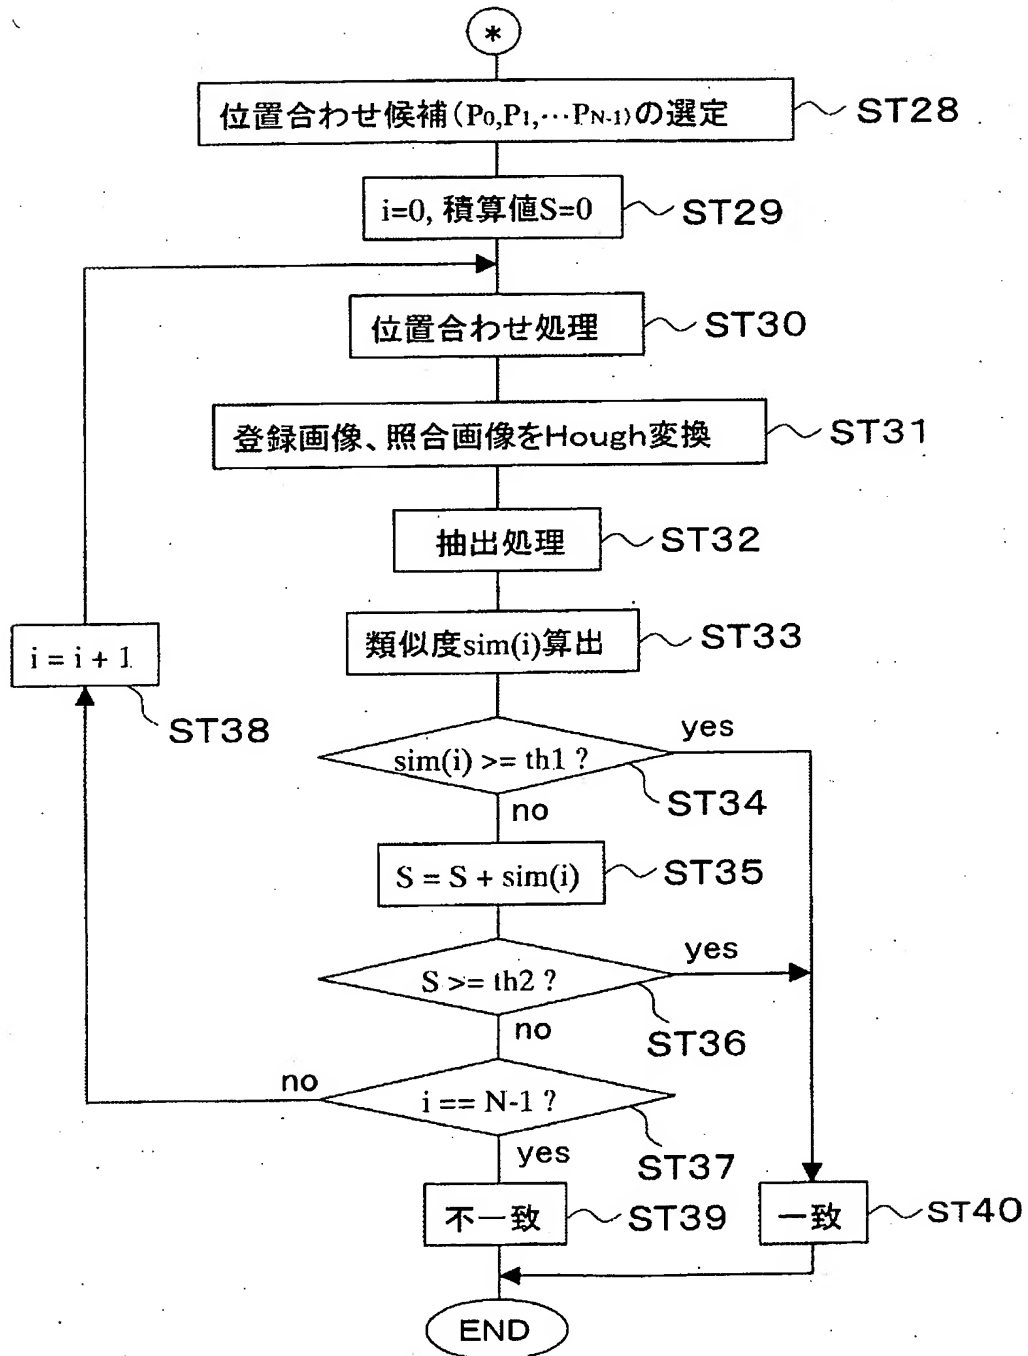 *
位置合わせ候補(P0,P1,…PN-1)の選定
ST28
i=0, 積算値S=0
ST29
位置合わせ処理
ST30
登録画像、照合画像をHough変換
ST31
抽出処理
ST32
類似度sim(i)算出
ST33
i = i + 1
ST38
sim(i) >= th1 ?
yes
ST34
no
S = S + sim(i)
ST35
S >= th2 ?
yes
ST36
no
i == N-1 ?
no
ST37
yes
不一致
ST39
一致
ST40
END